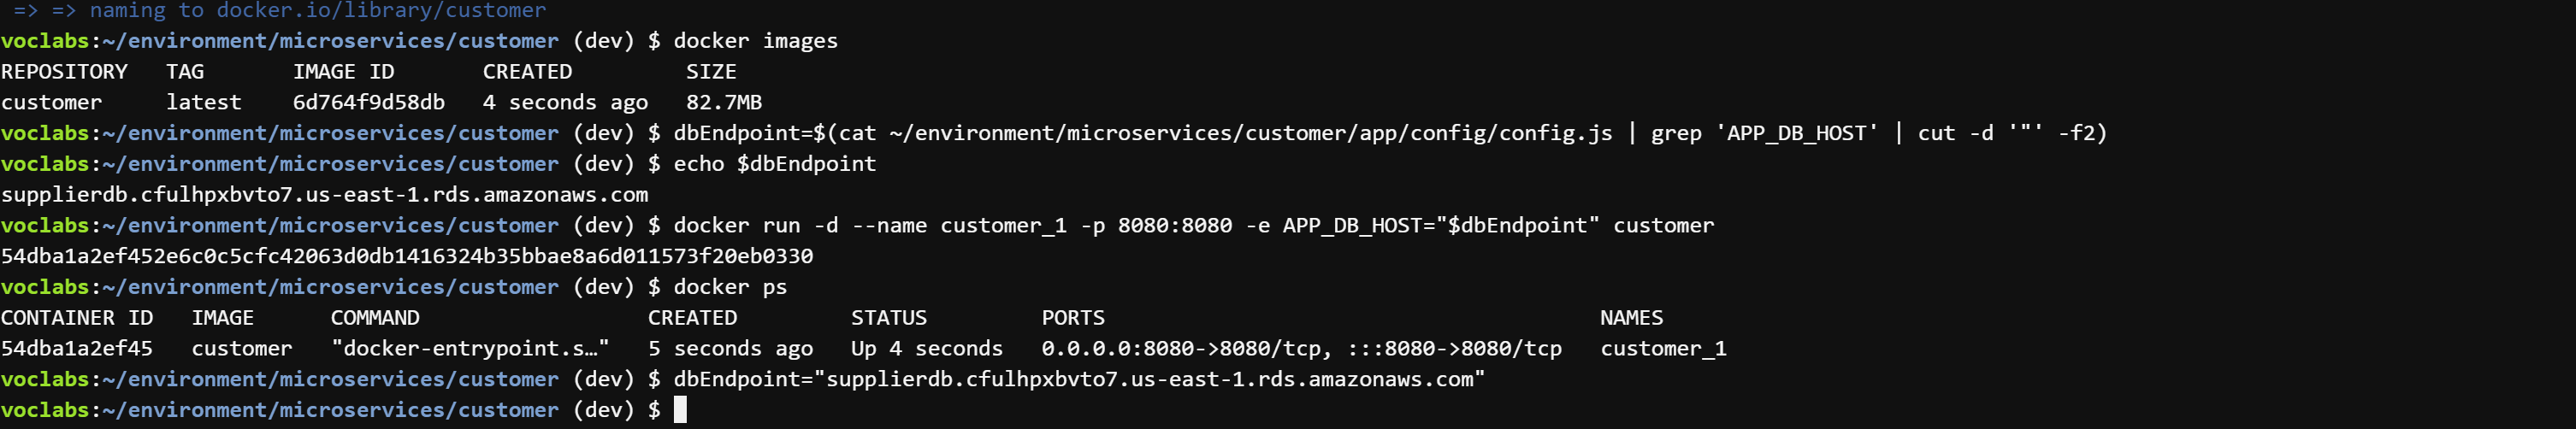 => => naming to docker.io/library/customer
voclabs:~/environment/microservices/customer (dev) $ docker images
REPOSITORY   TAG       IMAGE ID       CREATED         SIZE
customer     latest    6d764f9d58db   4 seconds ago   82.7MB
voclabs:~/environment/microservices/customer (dev) $ dbEndpoint=$(cat ~/environment/microservices/customer/app/config/config.js | grep 'APP_DB_HOST' | cut -d '"' -f2)
voclabs:~/environment/microservices/customer (dev) $ echo $dbEndpoint
supplierdb.cfulhpxbvto7.us-east-1.rds.amazonaws.com
voclabs:~/environment/microservices/customer (dev) $ docker run -d --name customer_1 -p 8080:8080 -e APP_DB_HOST="$dbEndpoint" customer
54dba1a2ef452e6c0c5cfc42063d0db1416324b35bbae8a6d011573f20eb0330
voclabs:~/environment/microservices/customer (dev) $ docker ps
CONTAINER ID   IMAGE      COMMAND                  CREATED         STATUS         PORTS                                       NAMES
54dba1a2ef45   customer   "docker-entrypoint.s…"   5 seconds ago   Up 4 seconds   0.0.0.0:8080->8080/tcp, :::8080->8080/tcp   customer_1
voclabs:~/environment/microservices/customer (dev) $ dbEndpoint="supplierdb.cfulhpxbvto7.us-east-1.rds.amazonaws.com"
voclabs:~/environment/microservices/customer (dev) $